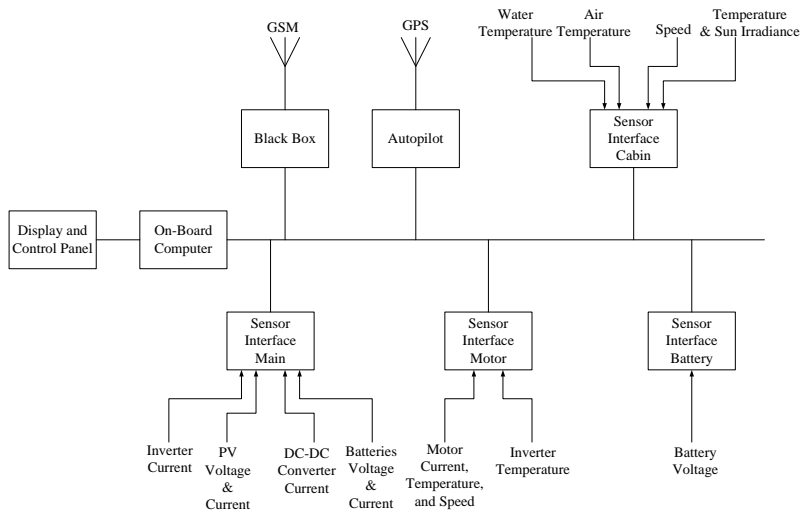 GSM
GPS
Water
Temperature
Air
Temperature
Speed
Temperature
& Sun Irradiance
Black Box
Autopilot
Sensor
Interface
Cabin
Display and
Control Panel
On-Board
Computer
Sensor
Interface
Main
Sensor
Interface
Motor
Sensor
Interface
Battery
Inverter
Current
PV
Voltage
&
Current
DC-DC
Converter
Current
Batteries
Voltage
&
Current
Motor
Current,
Temperature,
and Speed
Inverter
Temperature
Battery
Voltage